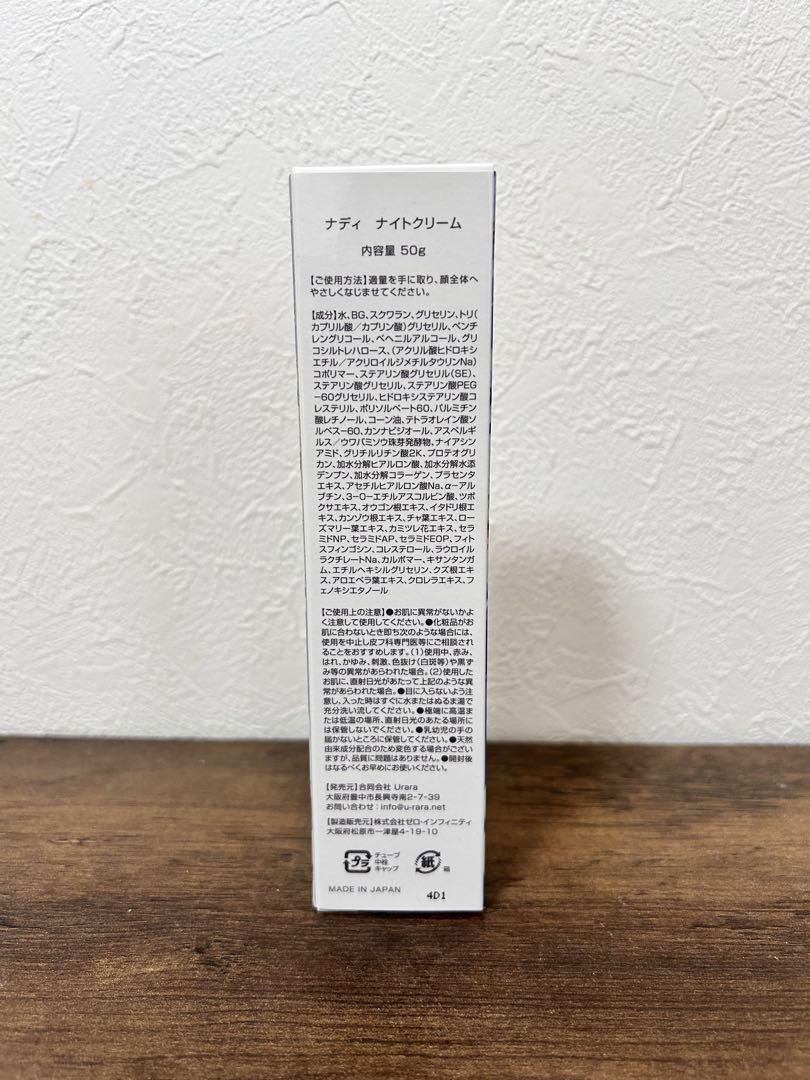 ナディ　ナイトクリーム
内容量 50g
【ご使用方法】適量を手に取り、顔全体へ
やさしくなじませてください。
【成分】水、BG、スクワラン、グリセリン、トリ(
カプリル酸／カプリン酸)グリセリル、ペンチ
レングリコール、ベヘニルアルコール、グリ
コシルトレハロース、(アクリル酸ヒドロキシ
エチル／アクリロイルジメチルタウリンNa)
コポリマー、ステアリン酸グリセリル(SE)、
ステアリン酸グリセリル、ステアリン酸PEG
-60グリセリル、ヒドロキシステアリン酸コ
レステリル、ポリソルベート60、パルミチン
酸レチノール、コーン油、テトラオレイン酸ソ
ルベス-60、カンナビジオール、アスペルギ
ルス／ウワバミソウ珠芽発酵物、ナイアシン
アミド、グリチルリチン酸2K、プロテオグリ
カン、加水分解ヒアルロン酸、加水分解水添
デンプン、加水分解コラーゲン、プラセンタ
エキス、アセチルヒアルロン酸Na、α-アル
ブチン、3-O-エチルアスコルビン酸、ツボ
クサエキス、オウゴン根エキス、イタドリ根エ
キス、カンゾウ根エキス、チャ葉エキス、ロー
ズマリー葉エキス、カミツレ花エキス、セラ
ミドNP、セラミドAP、セラミドEOP、フィト
スフィンゴシン、コレステロール、ラウロイル
ラクチレートNa、カルボマー、キサンタンガ
ム、エチルヘキシルグリセリン、クズ根エキ
ス、アロエベラ葉エキス、クロレラエキス、フ
ェノキシエタノール
【ご使用上の注意】●お肌に異常がないかよ
く注意して使用してください。●化粧品がお
肌に合わないとき即ち次のような場合には、
使用を中止し皮フ科専門医等にご相談され
ることをおすすめします。(1)使用中、赤み、
はれ、かゆみ、刺激、色抜け(白斑等)や黒ず
み等の異常があらわれた場合。(2)使用した
お肌に、直射日光があたって上記のような異
常があらわれた場合。●目に入らないよう注
意し、入った時はすぐに水またはぬるま湯で
充分洗い流してください。●極端に高温ま
たは低温の場所、直射日光のあたる場所に
は保管しないでください。●乳幼児の手の
届かないところに保管してください。●天然
由来成分配合のため変色する場合がござい
ますが、品質に問題はありません。●開封後
はなるべくお早めにお使いください。
【発売元】合同会社 Urara
大阪府豊中市長興寺南2-7-39
お問い合わせ：info@u-rara.net
【製造販売元】株式会社ゼロ・インフィニティ
大阪府松原市一津屋4-19-10
プラ
チューブ
中栓
キャップ
紙
箱
MADE IN JAPAN
4D1